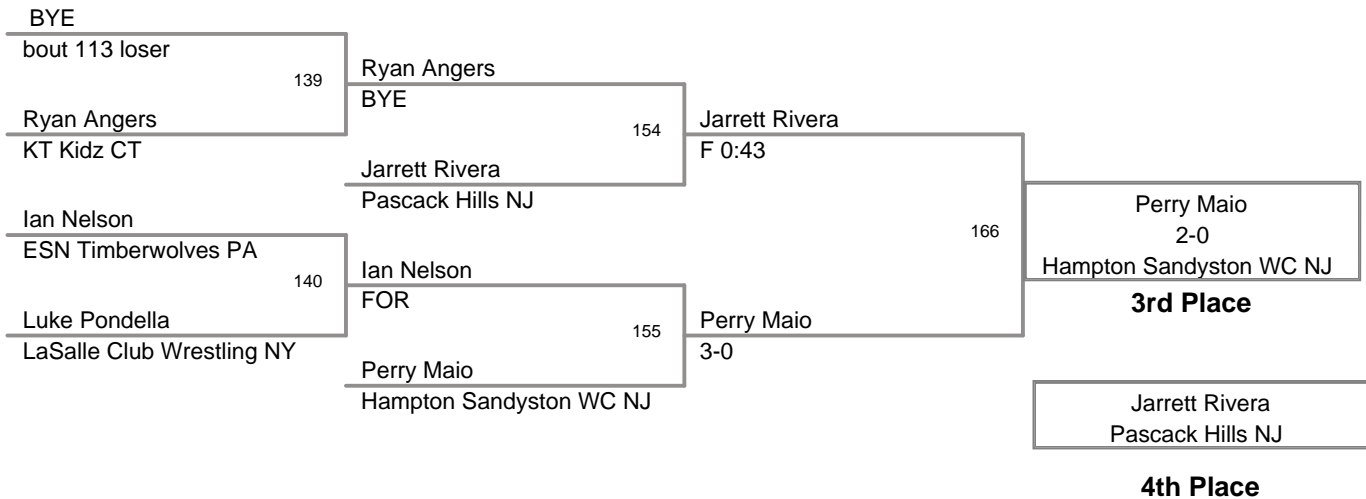 BYE
bout 113 loser
139
Ryan Angers
KT Kidz CT
Ian Nelson
ESN Timberwolves PA
140
Luke Pondella
LaSalle Club Wrestling NY
Ryan Angers
BYE
154
Jarrett Rivera
Pascack Hills NJ
Ian Nelson
FOR
155
Perry Maio
Hampton Sandyston WC NJ
Jarrett Rivera
F 0:43
166
Perry Maio
3-0
Perry Maio
2-0
Hampton Sandyston WC NJ
3rd Place
Jarrett Rivera
Pascack Hills NJ
4th Place